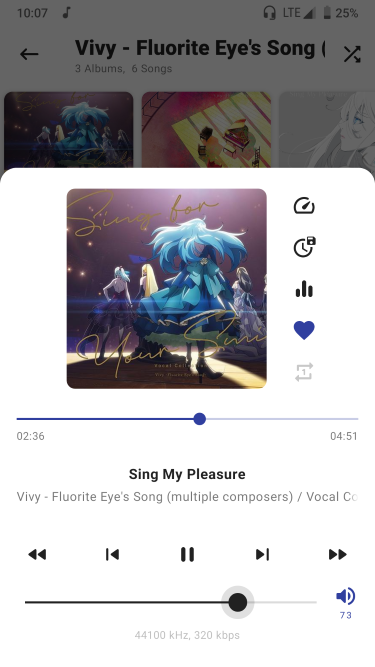 10:07
LTE
25%
Vivy - Fluorite Eye's Song (
3 Albums, 6 Songs
Sing for
Your Smile
Vocal Collection
02:36
04:51
1
Sing My Pleasure
Vivy - Fluorite Eye's Song (multiple composers) / Vocal Co
73
44100 kHz, 320 kbps